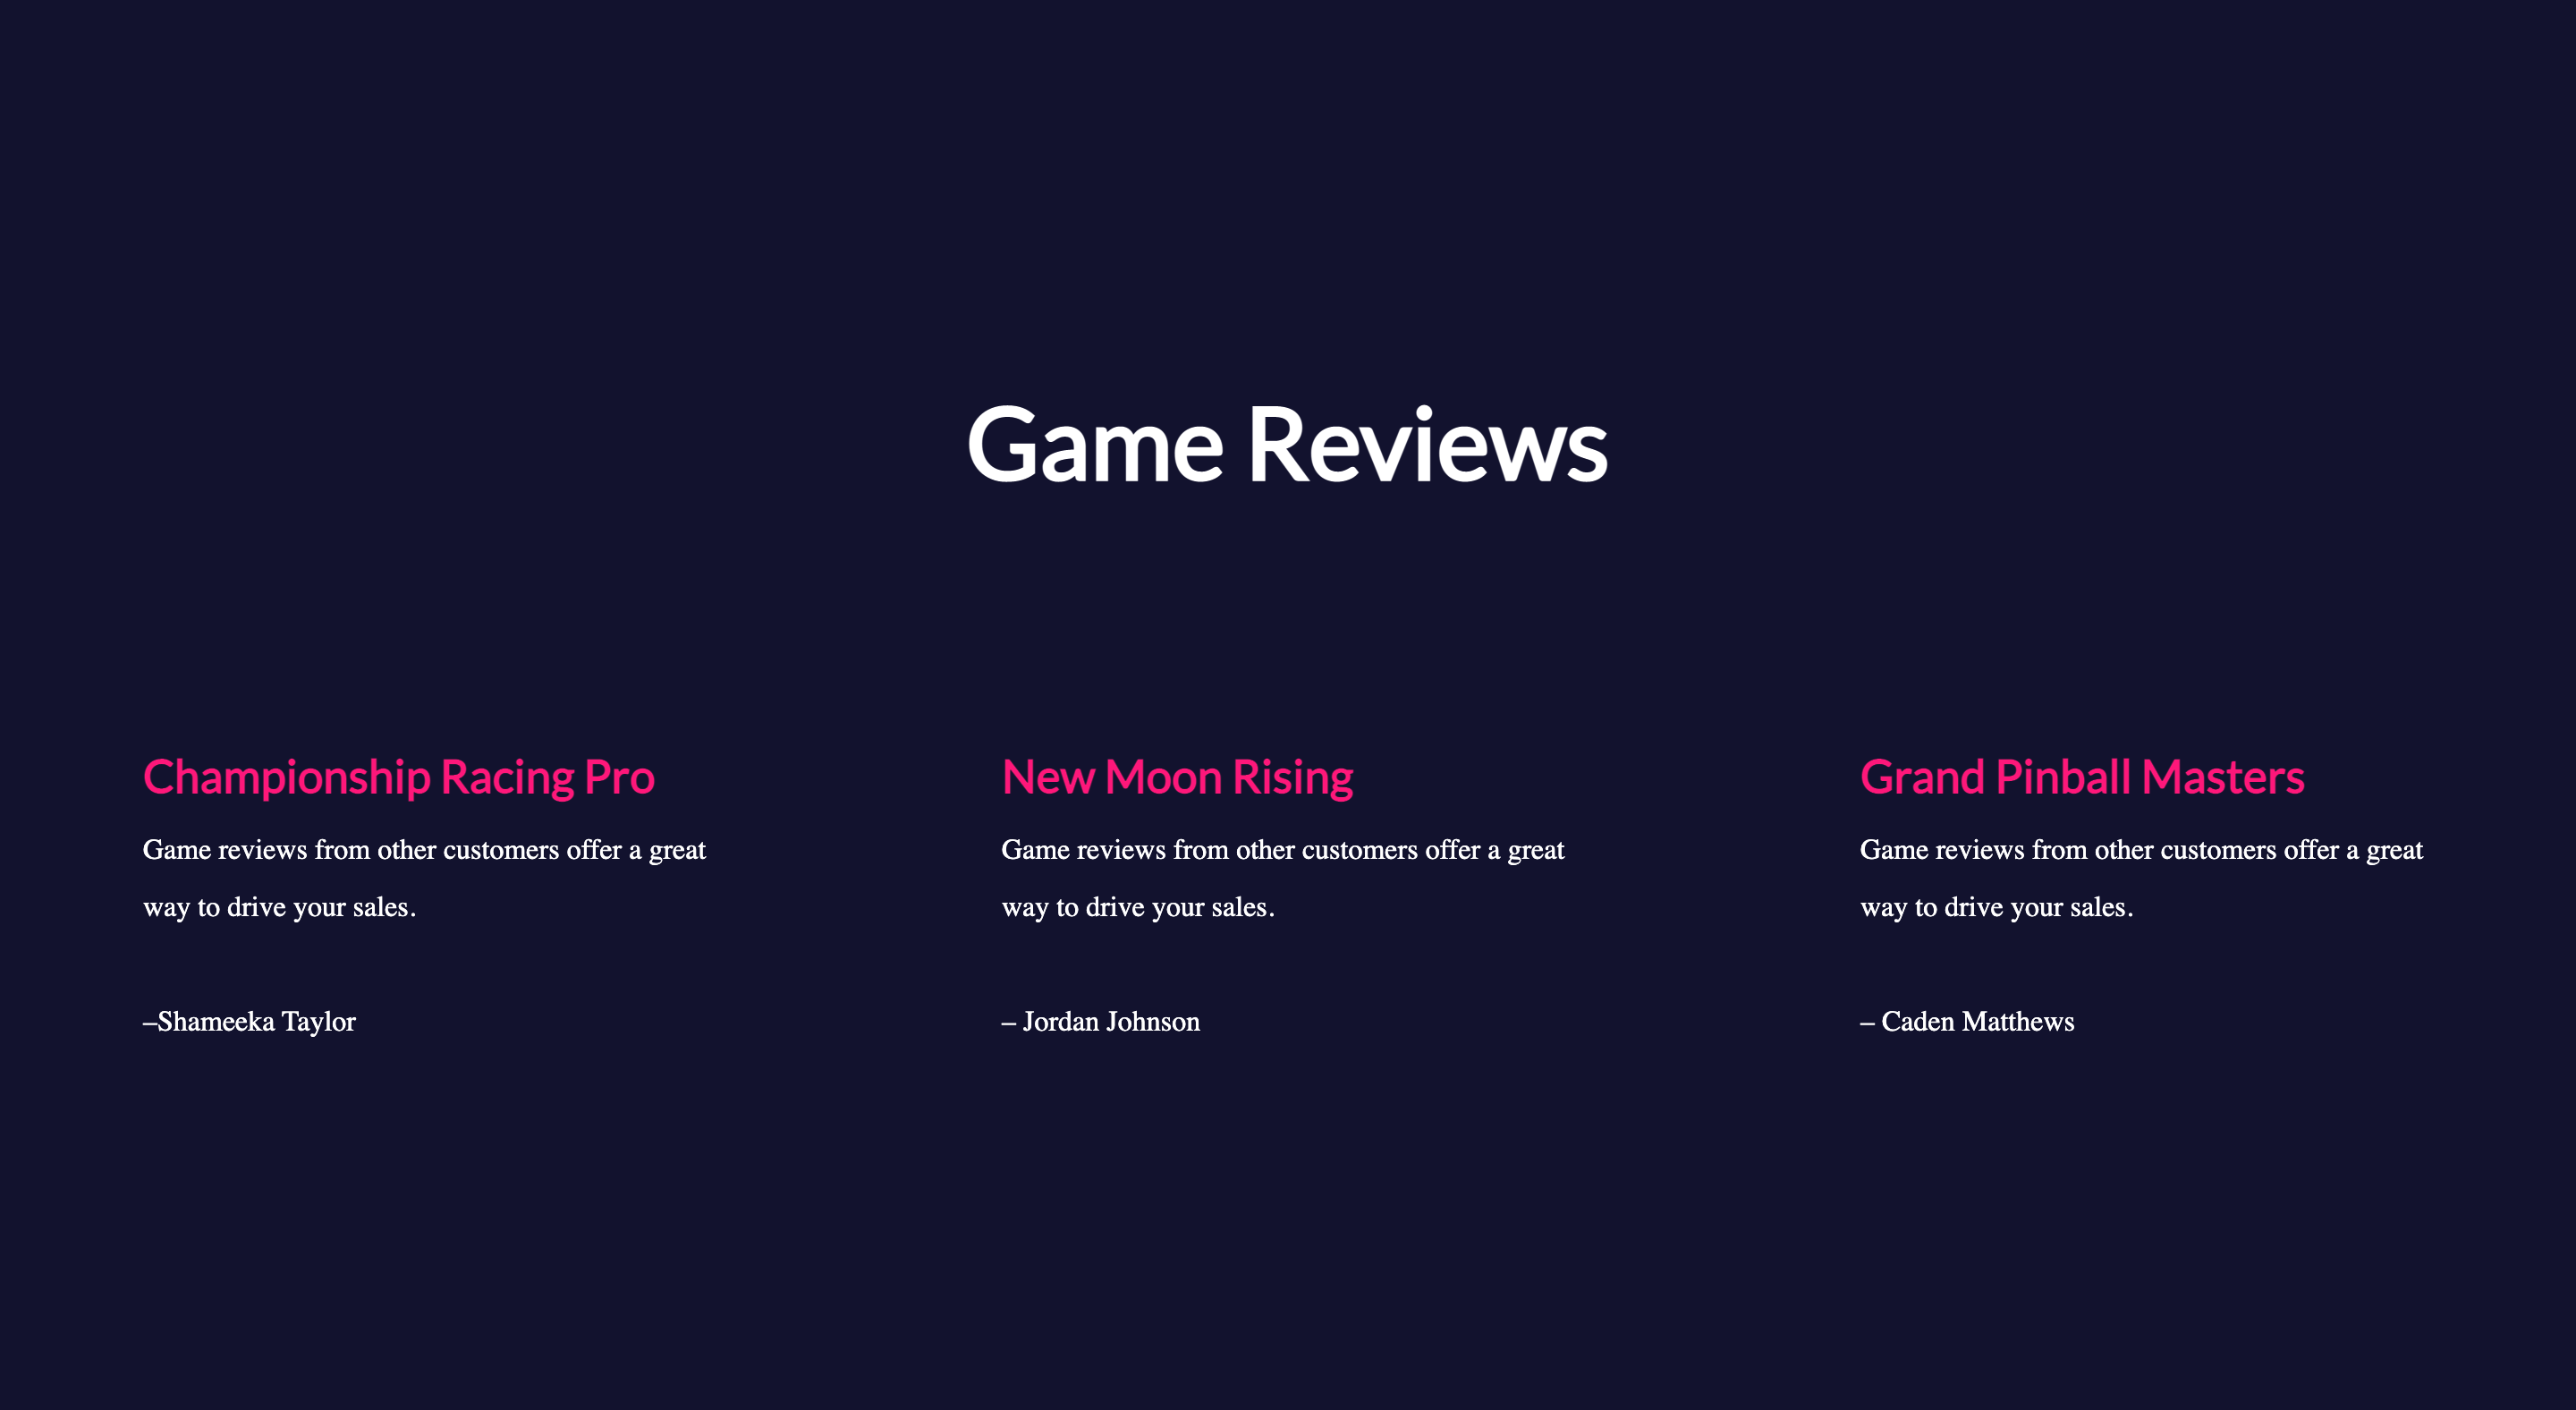 Game Reviews
Championship Racing Pro
Game reviews from other customers offer a great
way to drive your sales.
–Shameeka Taylor
New Moon Rising
Game reviews from other customers offer a great
way to drive your sales.
– Jordan Johnson
Grand Pinball Masters
Game reviews from other customers offer a great
way to drive your sales.
– Caden Matthews